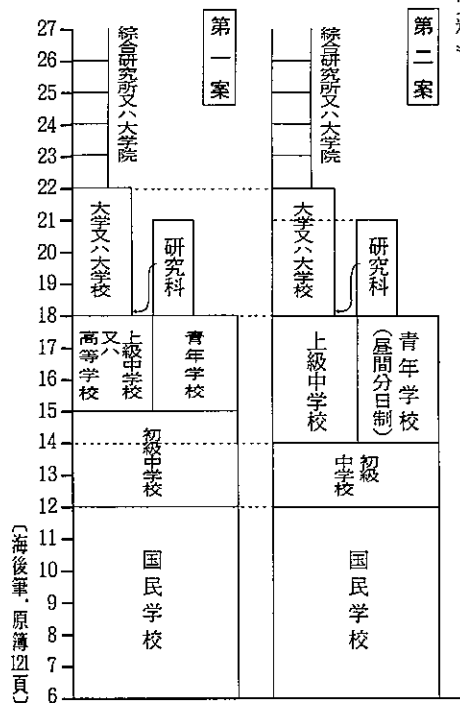 第一案
27
26
25
24
23
22
21
20
19
18
17
16
15
14
13
12
11
10
9
8
7
6
綜合研究所又ハ大学院
大学又ハ大学校
研究科
青年学校
上級中学校
又ハ
高等学校
初級中学校
国民学校
第二案
綜合研究所又ハ大学院
大学又ハ大学校
研究科
青年学校
(昼間分日制)
上級中学校
初級
中学校
国民学校
〔海後筆.原簿121頁〕